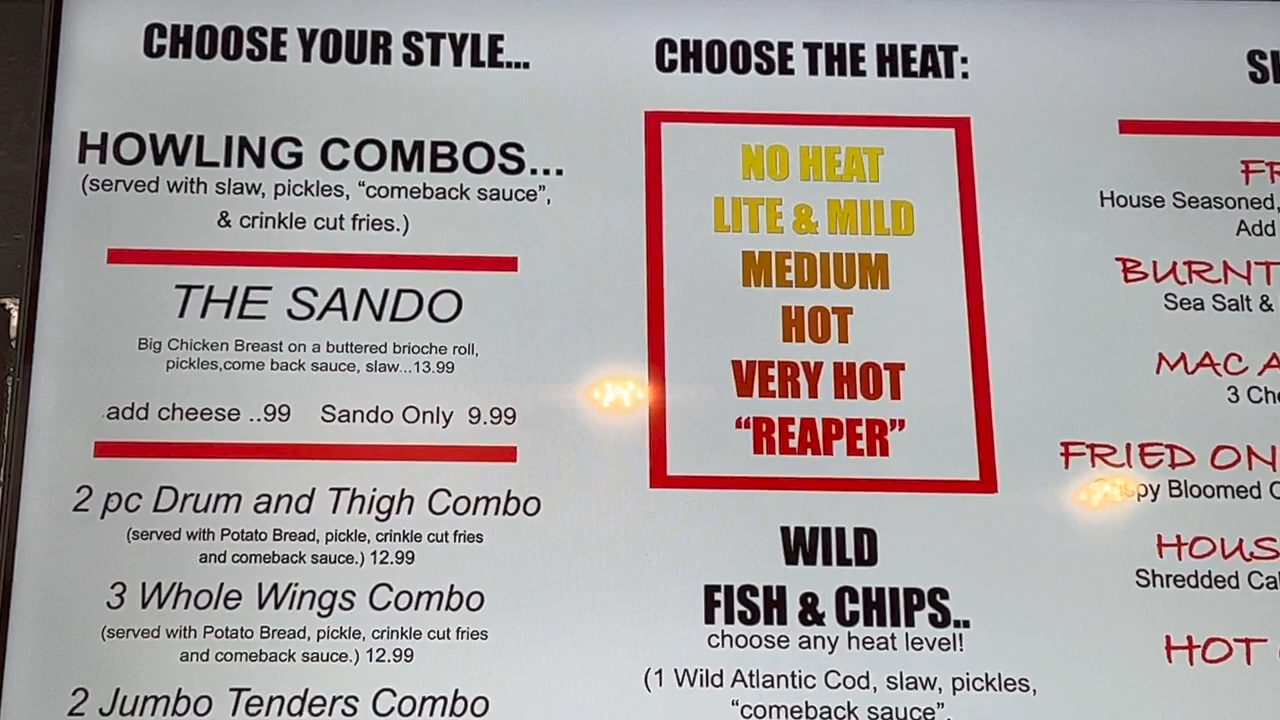 CHOOSE YOUR STYLE...
HOWLING COMBOS...
(served with slaw, pickles, “comeback sauce”,
& crinkle cut fries.)
THE SANDO
Big Chicken Breast on a buttered brioche roll,
pickles,come back sauce, slaw...13.99
add cheese ..99 Sando Only 9.99
2 pc Drum and Thigh Combo
(served with Potato Bread, pickle, crinkle cut fries
and comeback sauce.) 12.99
3 Whole Wings Combo
(served with Potato Bread, pickle, crinkle cut fries
and comeback sauce.) 12.99
2 Jumbo Tenders Combo
CHOOSE THE HEAT:
NO HEAT
LITE & MILD
MEDIUM
HOT
VERY HOT
“REAPER”
WILD
FISH & CHIPS..
choose any heat level!
(1 Wild Atlantic Cod, slaw, pickles,
“comeback sauce”,
House Seasoned,
Add
BURNT
Sea Salt &
MAC
3
FRIED
Bloomed
Shredded
HOT